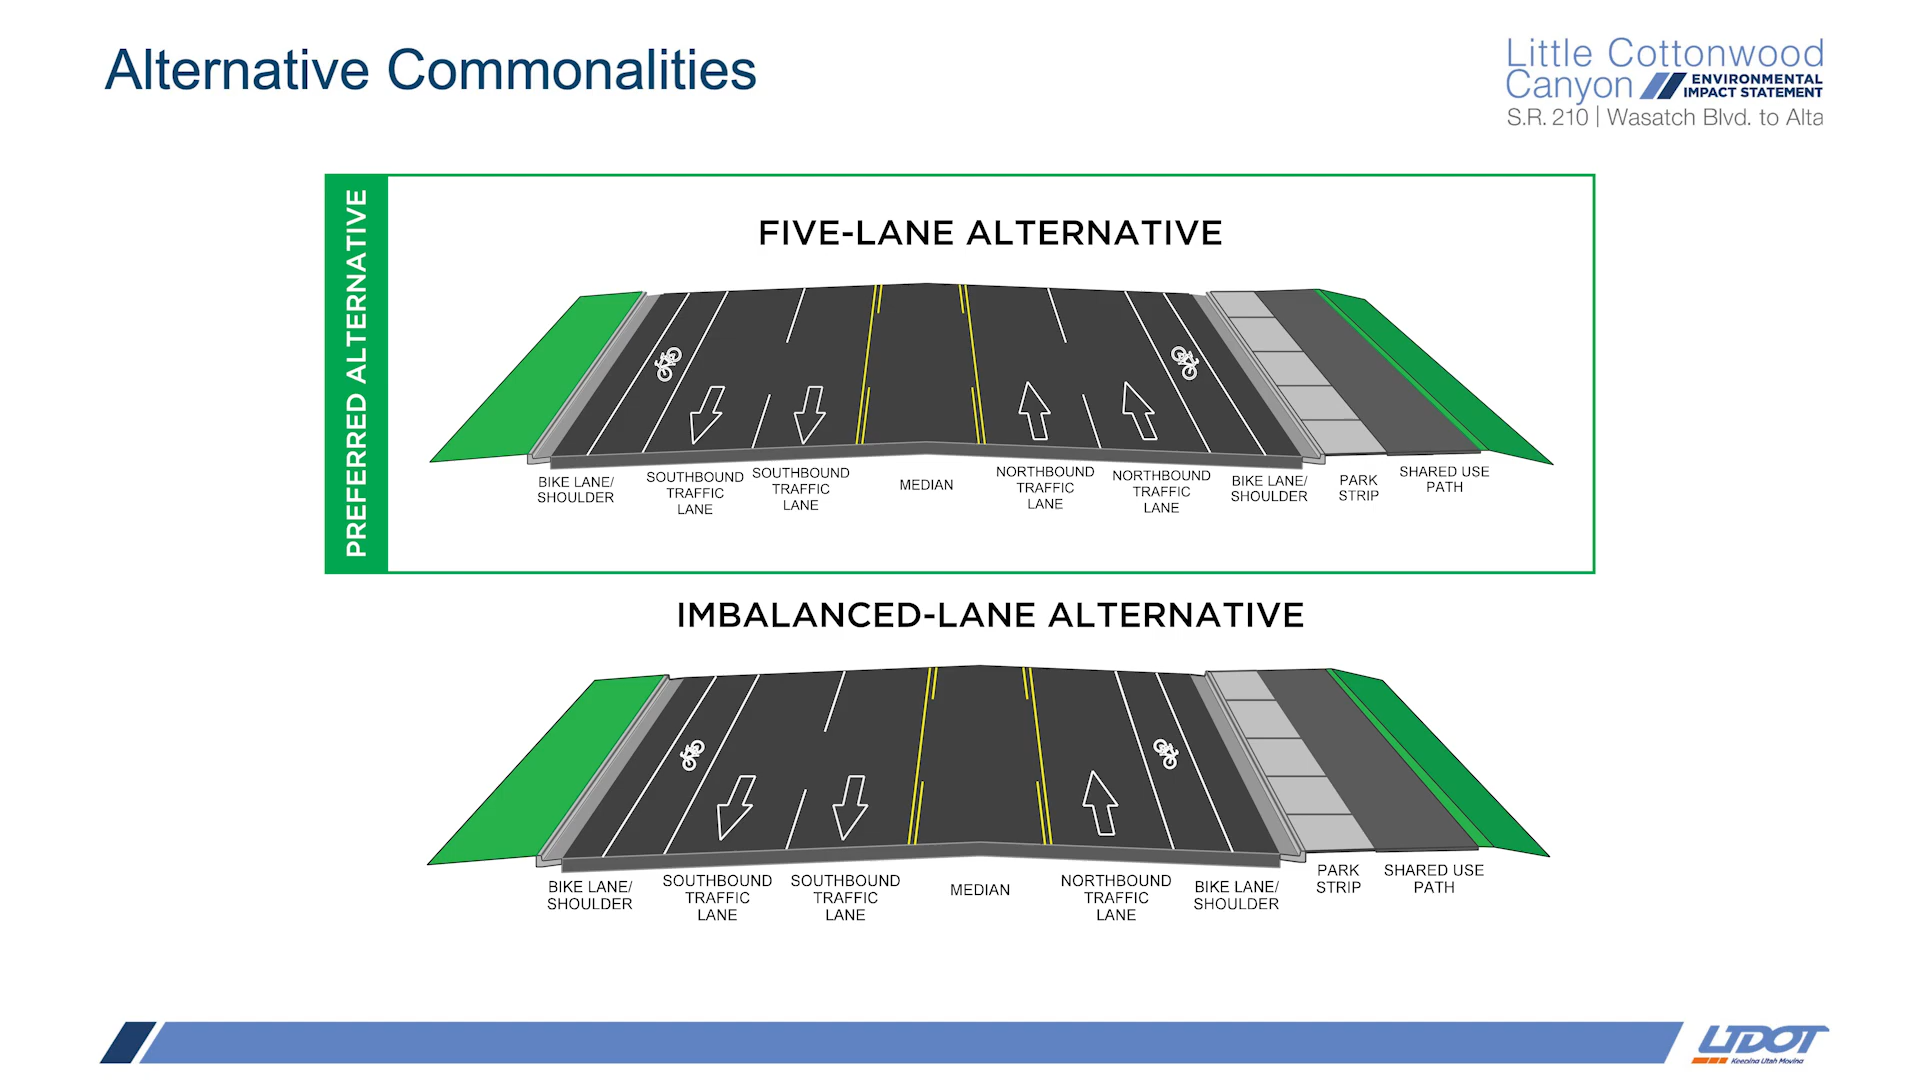 Alternative Commonalities
Little Cottonwood
Canyon ENVIRONMENTAL
IMPACT STATEMENT
S.R. 210 | Wasatch Blvd. to Alta
PREFERRED ALTERNATIVE
FIVE-LANE ALTERNATIVE
BIKE LANE/
SHOULDER
SOUTHBOUND
TRAFFIC
LANE
SOUTHBOUND
TRAFFIC
LANE
MEDIAN
NORTHBOUND
TRAFFIC
LANE
NORTHBOUND
TRAFFIC
LANE
BIKE LANE/
SHOULDER
PARK
STRIP
SHARED USE
PATH
IMBALANCED-LANE ALTERNATIVE
BIKE LANE/
SHOULDER
SOUTHBOUND
TRAFFIC
LANE
SOUTHBOUND
TRAFFIC
LANE
MEDIAN
NORTHBOUND
TRAFFIC
LANE
BIKE LANE/
SHOULDER
PARK
STRIP
SHARED USE
PATH
UDOT
Keeping Utah Moving